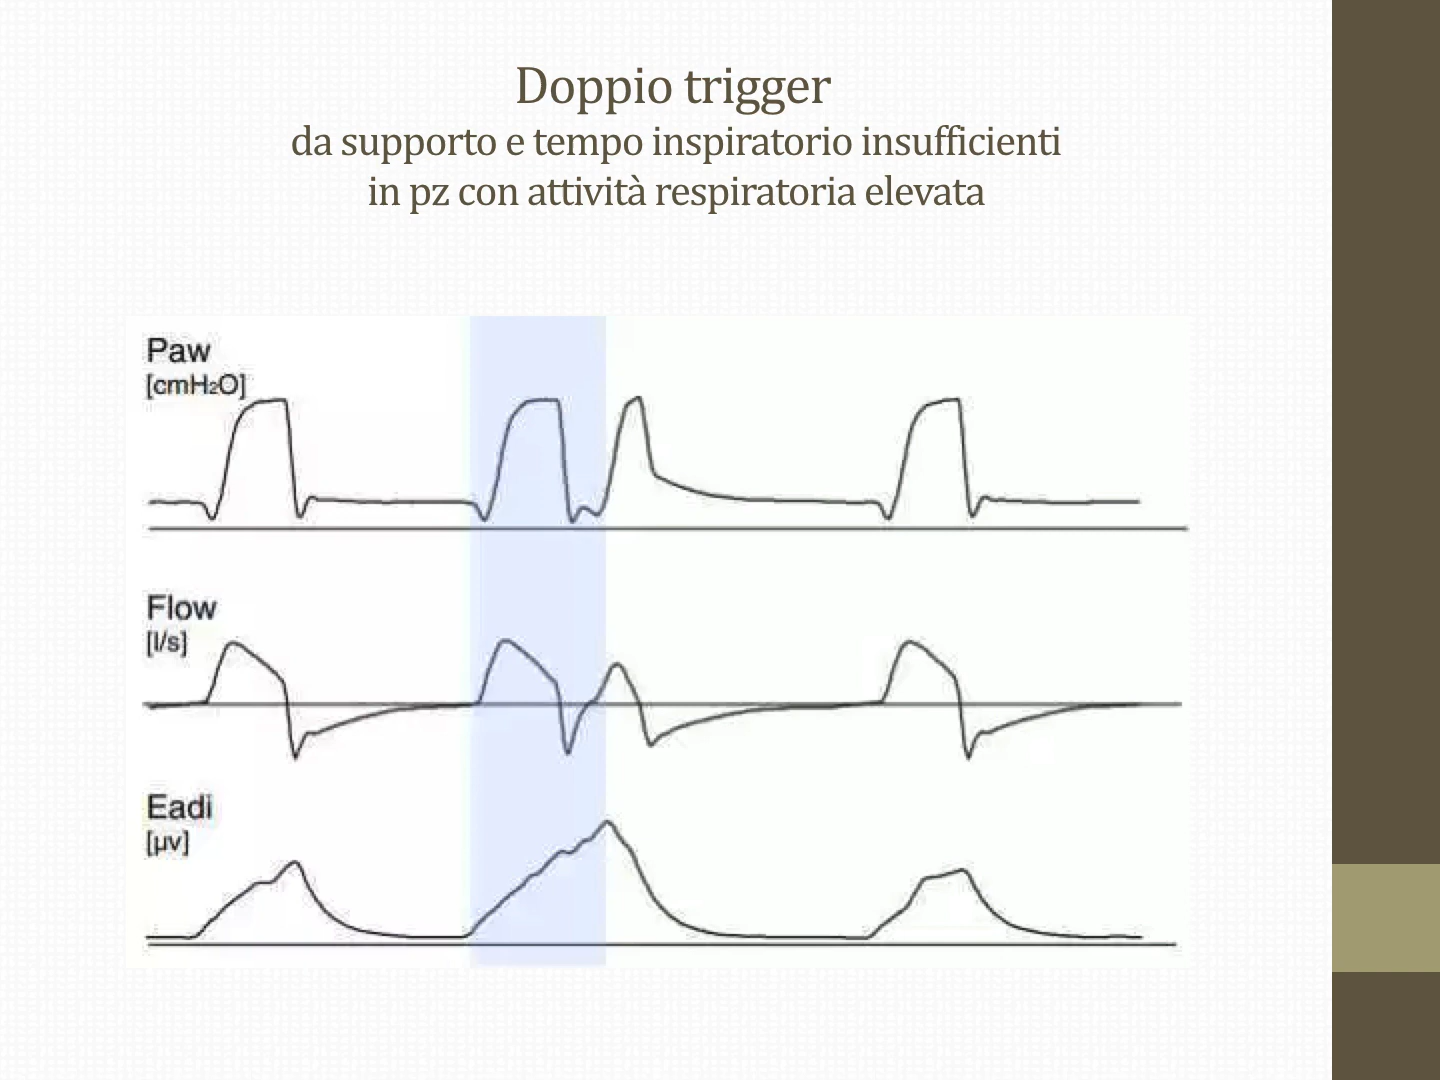 Doppio trigger
da supporto e tempo inspiratorio insufficienti
in pz con attività respiratoria elevata
Paw
[cmH₂O]
Flow
[l/s]
Eadi
[µv]